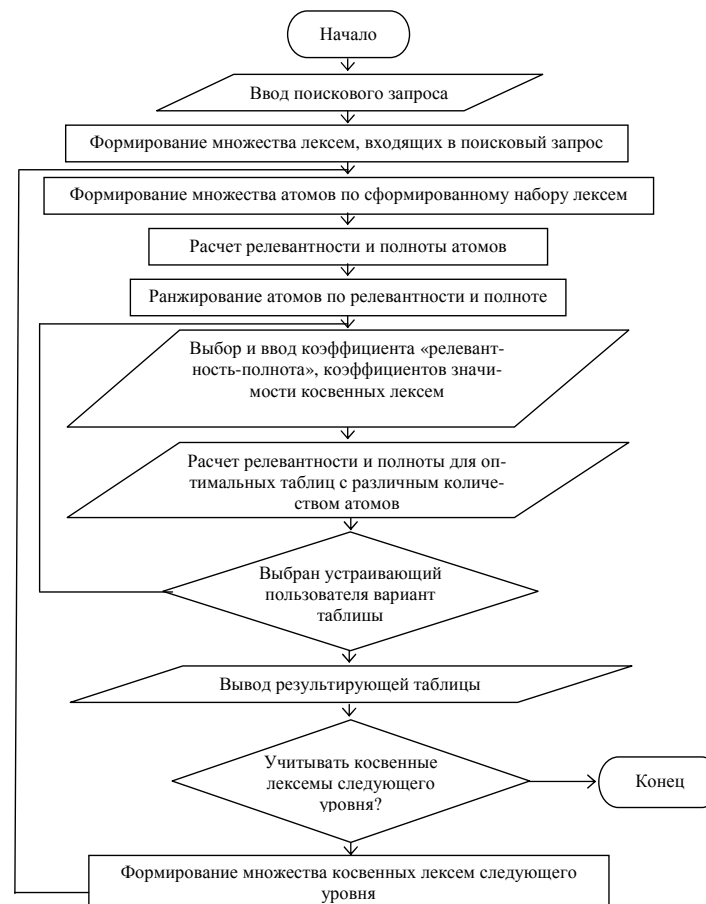 Начало
Ввод поискового запроса
Формирование множества лексем, входящих в поисковый запрос
Формирование множества атомов по сформированному набору лексем
Расчет релевантности и полноты атомов
Ранжирование атомов по релевантности и полноте
Выбор и ввод коэффициента «релевант-
ность-полнота», коэффициентов значи-
мости косвенных лексем
Расчет релевантности и полноты для оп-
тимальных таблиц с различным количе-
ством атомов
Выбран устраивающий
пользователя вариант
таблицы
Вывод результирующей таблицы
Учитывать косвенные
лексемы следующего
уровня?
Конец
Формирование множества косвенных лексем следующего
уровня